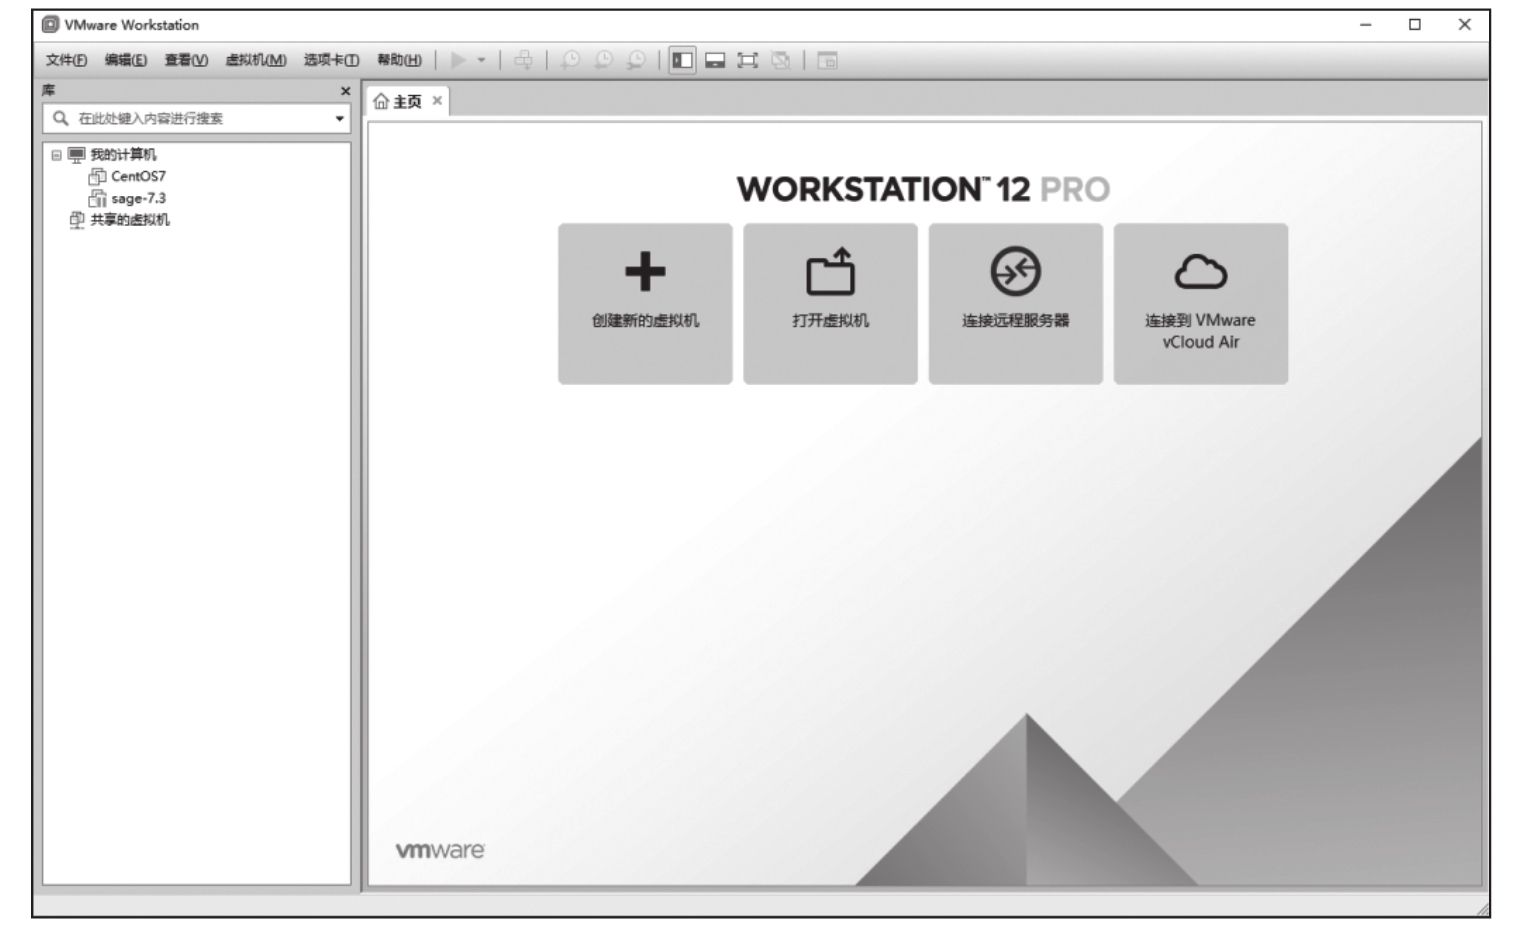 VMware Workstation
文件(F) 编辑(E) 查看(V) 虚拟机(M) 选项卡(T) 帮助(H)
库
在此处键入内容进行搜索
我的计算机
CentOS7
sage-7.3
共享的虚拟机
主页
WORKSTATION™ 12 PRO
创建新的虚拟机
打开虚拟机
连接远程服务器
连接到 VMware
vCloud Air
vmware